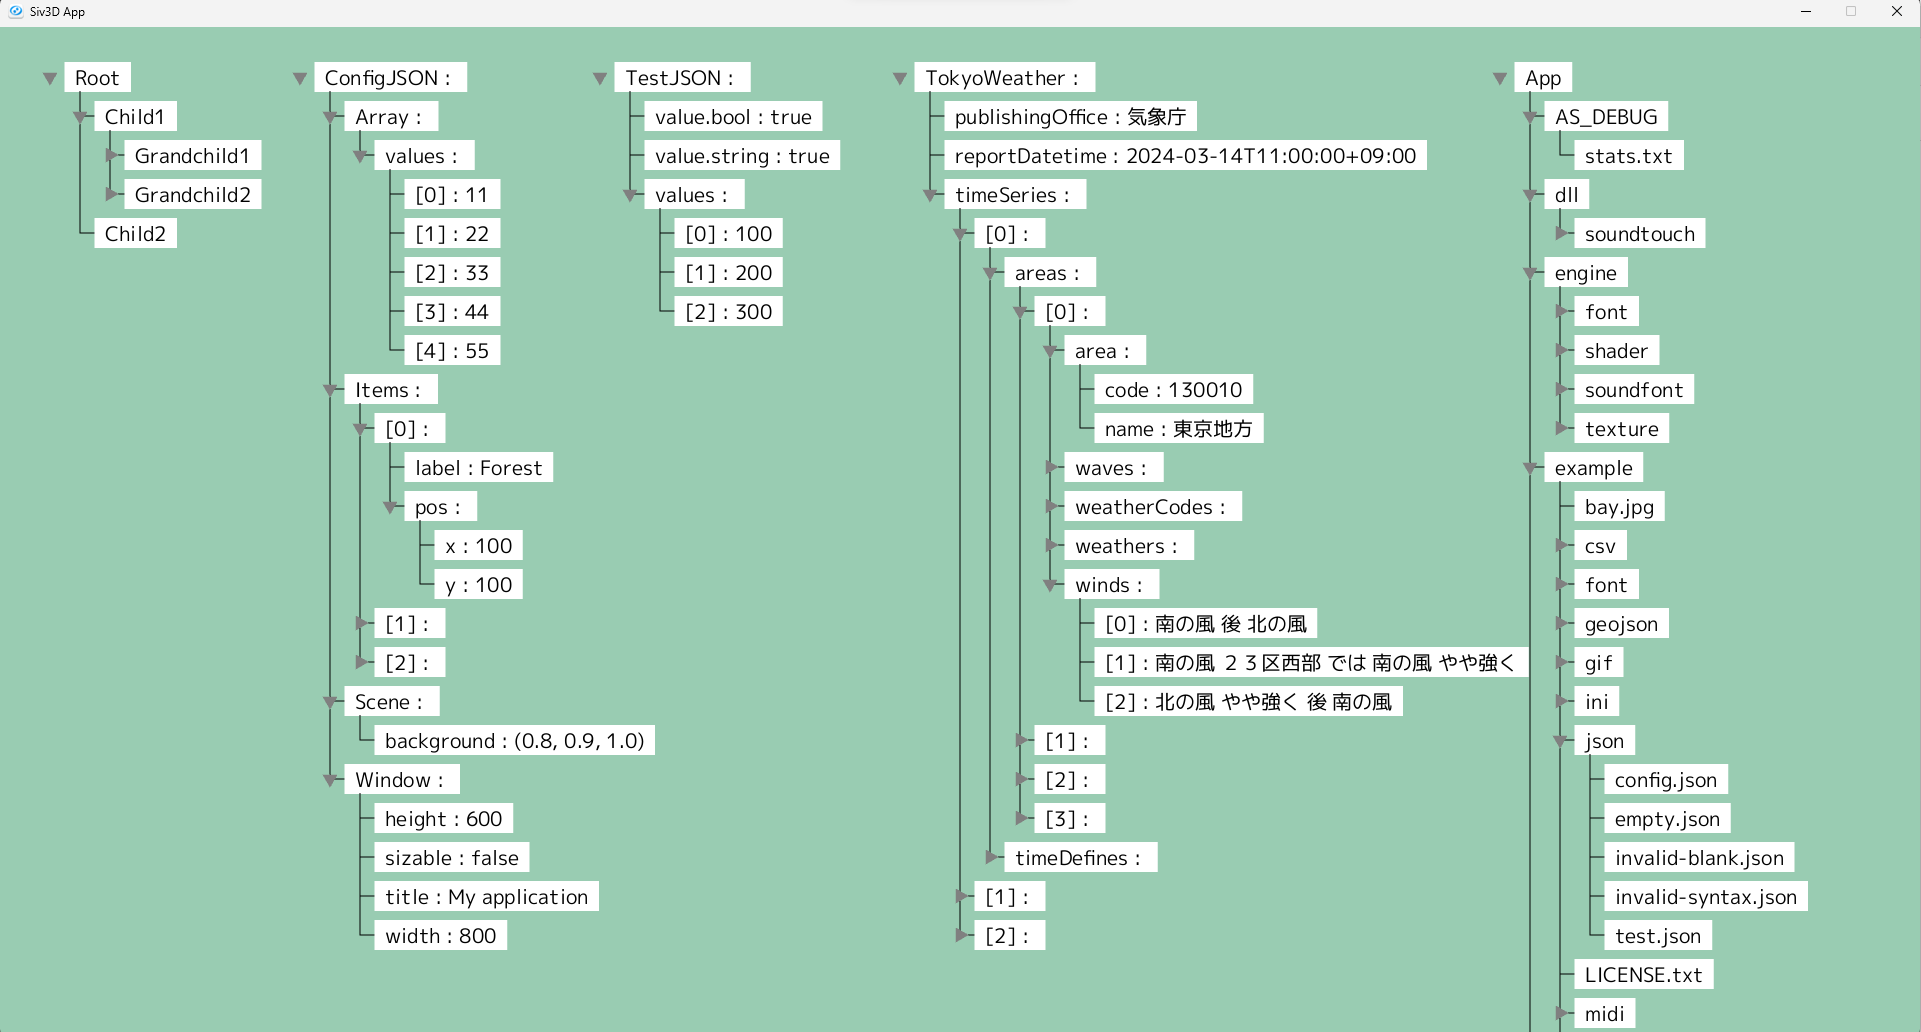 Siv3D App
Root
Child1
Grandchild1
Grandchild2
Child2
ConfigJSON :
Array :
values :
[0] : 11
[1] : 22
[2] : 33
[3] : 44
[4] : 55
Items :
[0] :
label : Forest
pos :
x : 100
y : 100
[1] :
[2] :
Scene :
background : (0.8, 0.9, 1.0)
Window :
height : 600
sizable : false
title : My application
width : 800
TestJSON :
value.bool : true
value.string : true
values :
[0] : 100
[1] : 200
[2] : 300
TokyoWeather :
publishingOffice : 気象庁
reportDatetime : 2024-03-14T11:00:00+09:00
timeSeries :
[0] :
areas :
[0] :
area :
code : 130010
name : 東京地方
waves :
weatherCodes :
weathers :
winds :
[0] : 南の風 後 北の風
[1] : 南の風 ２３区西部 では 南の風 やや強く
[2] : 北の風 やや強く 後 南の風
[1] :
[2] :
[3] :
timeDefines :
[1] :
[2] :
App
AS_DEBUG
stats.txt
dll
soundtouch
engine
font
shader
soundfont
texture
example
bay.jpg
csv
font
geojson
gif
ini
json
config.json
empty.json
invalid-blank.json
invalid-syntax.json
test.json
LICENSE.txt
midi